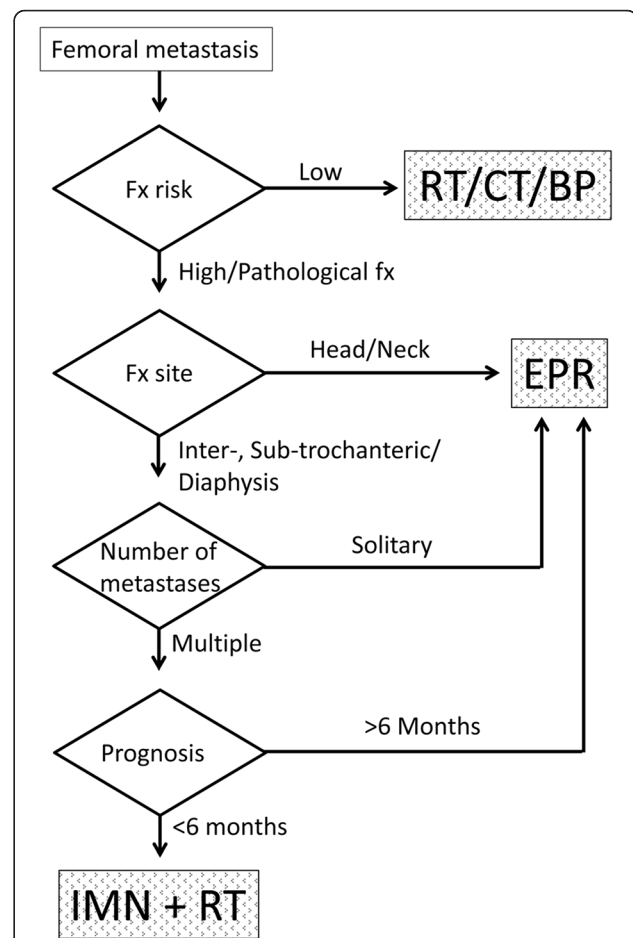 Femoral metastasis
Fx risk
Low
RT/CT/BP
High/Pathological fx
Fx site
Head/Neck
EPR
Inter-, Sub-trochanteric/
Diaphysis
Number of
metastases
Solitary
Multiple
Prognosis
>6 Months
<6 months
IMN + RT